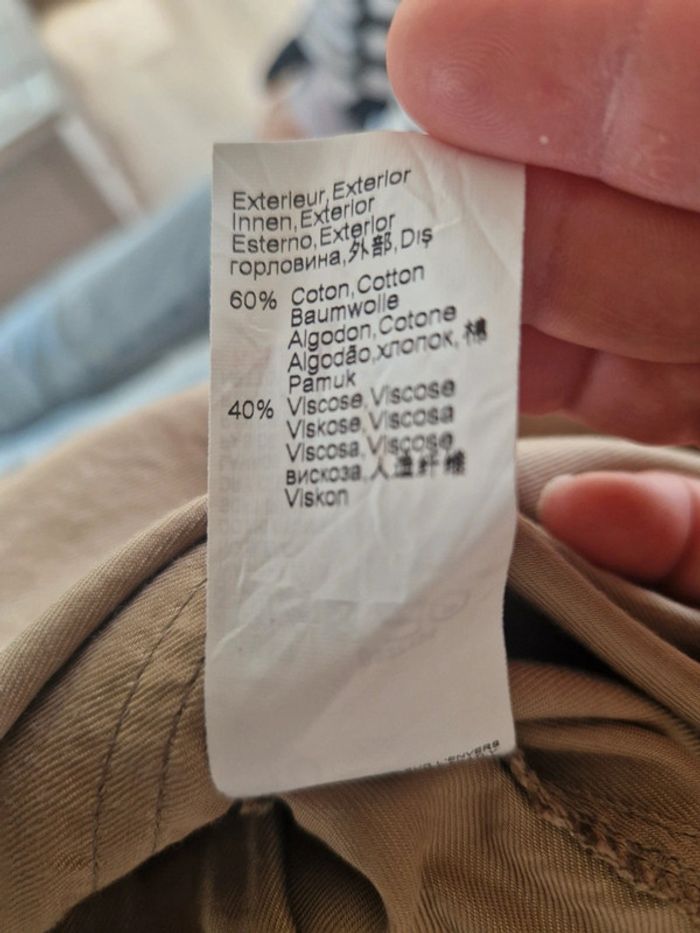 Exterieur,Exterior
Innen,Exterior
Esterno,Exterior
горловина,外部,Dış
60% Coton,Cotton
Baumwolle
Algodon,Cotone
Algodão,хлопок,棉
Pamuk
40% Viscose,Viscose
Viskose,Viscosa
Viscosa,Viscose
вискоза,人造纤维
Viskon
L'ENVERS